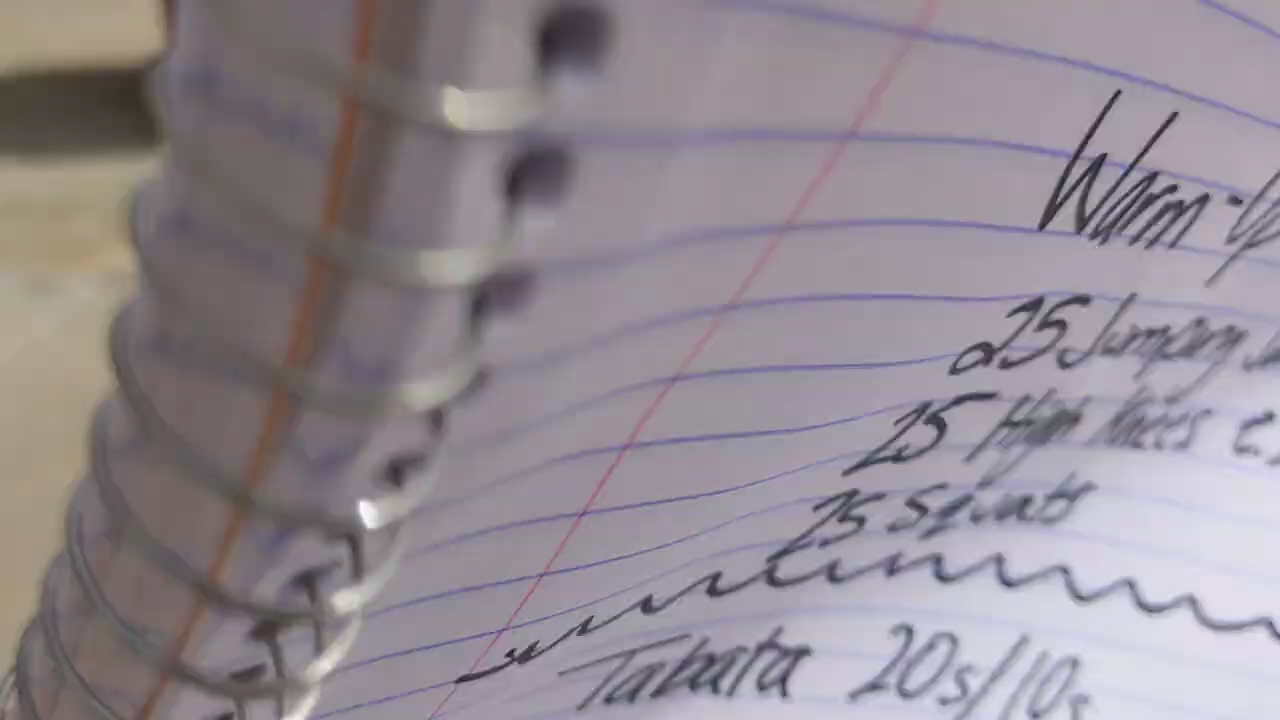 Warm-Up
25 Jumping
25 High Knees e.
25 Squats
Tabata 20s/10s